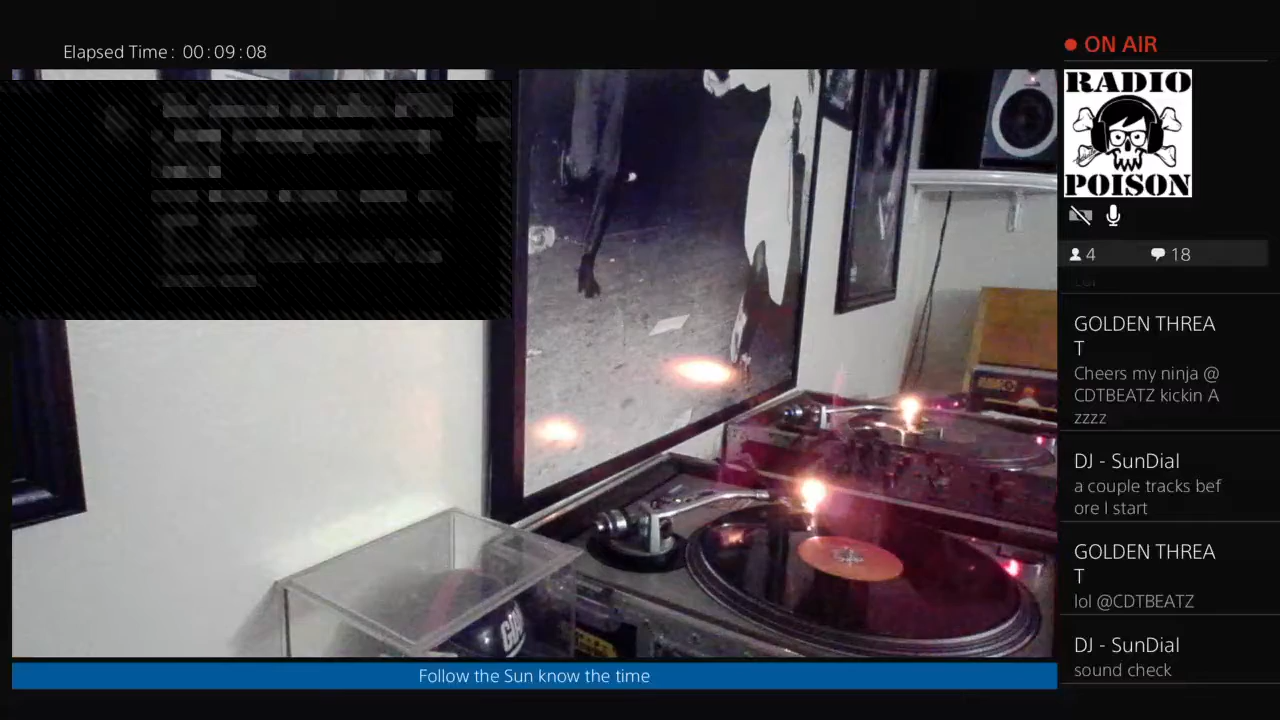 Elapsed Time: 00:09:08
ON AIR
RADIO
POISON
4
18
GOLDEN THREA
T
Cheers my ninja @
CDTBEATZ kickin A
zzzz
DJ - SunDial
a couple tracks bef
ore I start
GOLDEN THREA
T
lol @CDTBEATZ
DJ - SunDial
sound check
Follow the Sun know the time